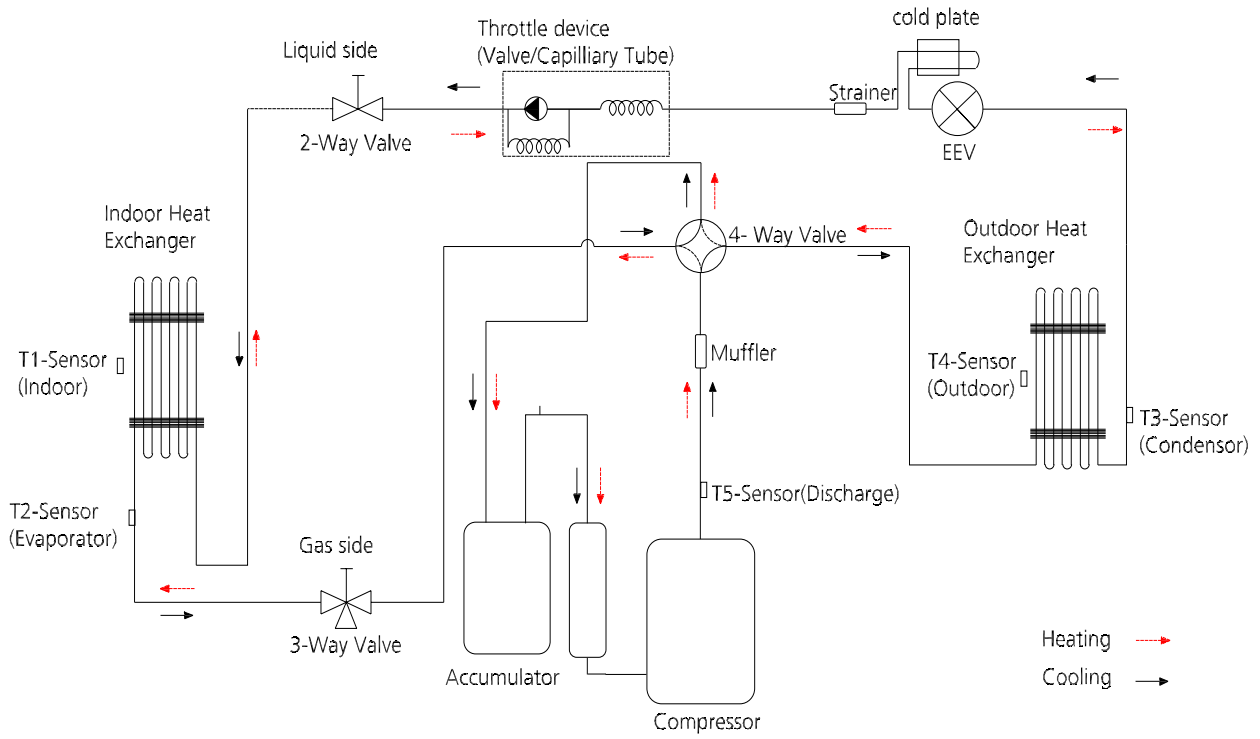 cold plate
Throttle device
(Valve/Capilliary Tube)
Liquid side
Strainer
2-Way Valve
EEV
Indoor Heat
Exchanger
4- Way Valve
Outdoor Heat
Exchanger
T1-Sensor
(Indoor)
Muffler
T4-Sensor
(Outdoor)
T3-Sensor
(Condensor)
T5-Sensor(Discharge)
T2-Sensor
(Evaporator)
Gas side
3-Way Valve
Accumulator
Compressor
Heating
Cooling